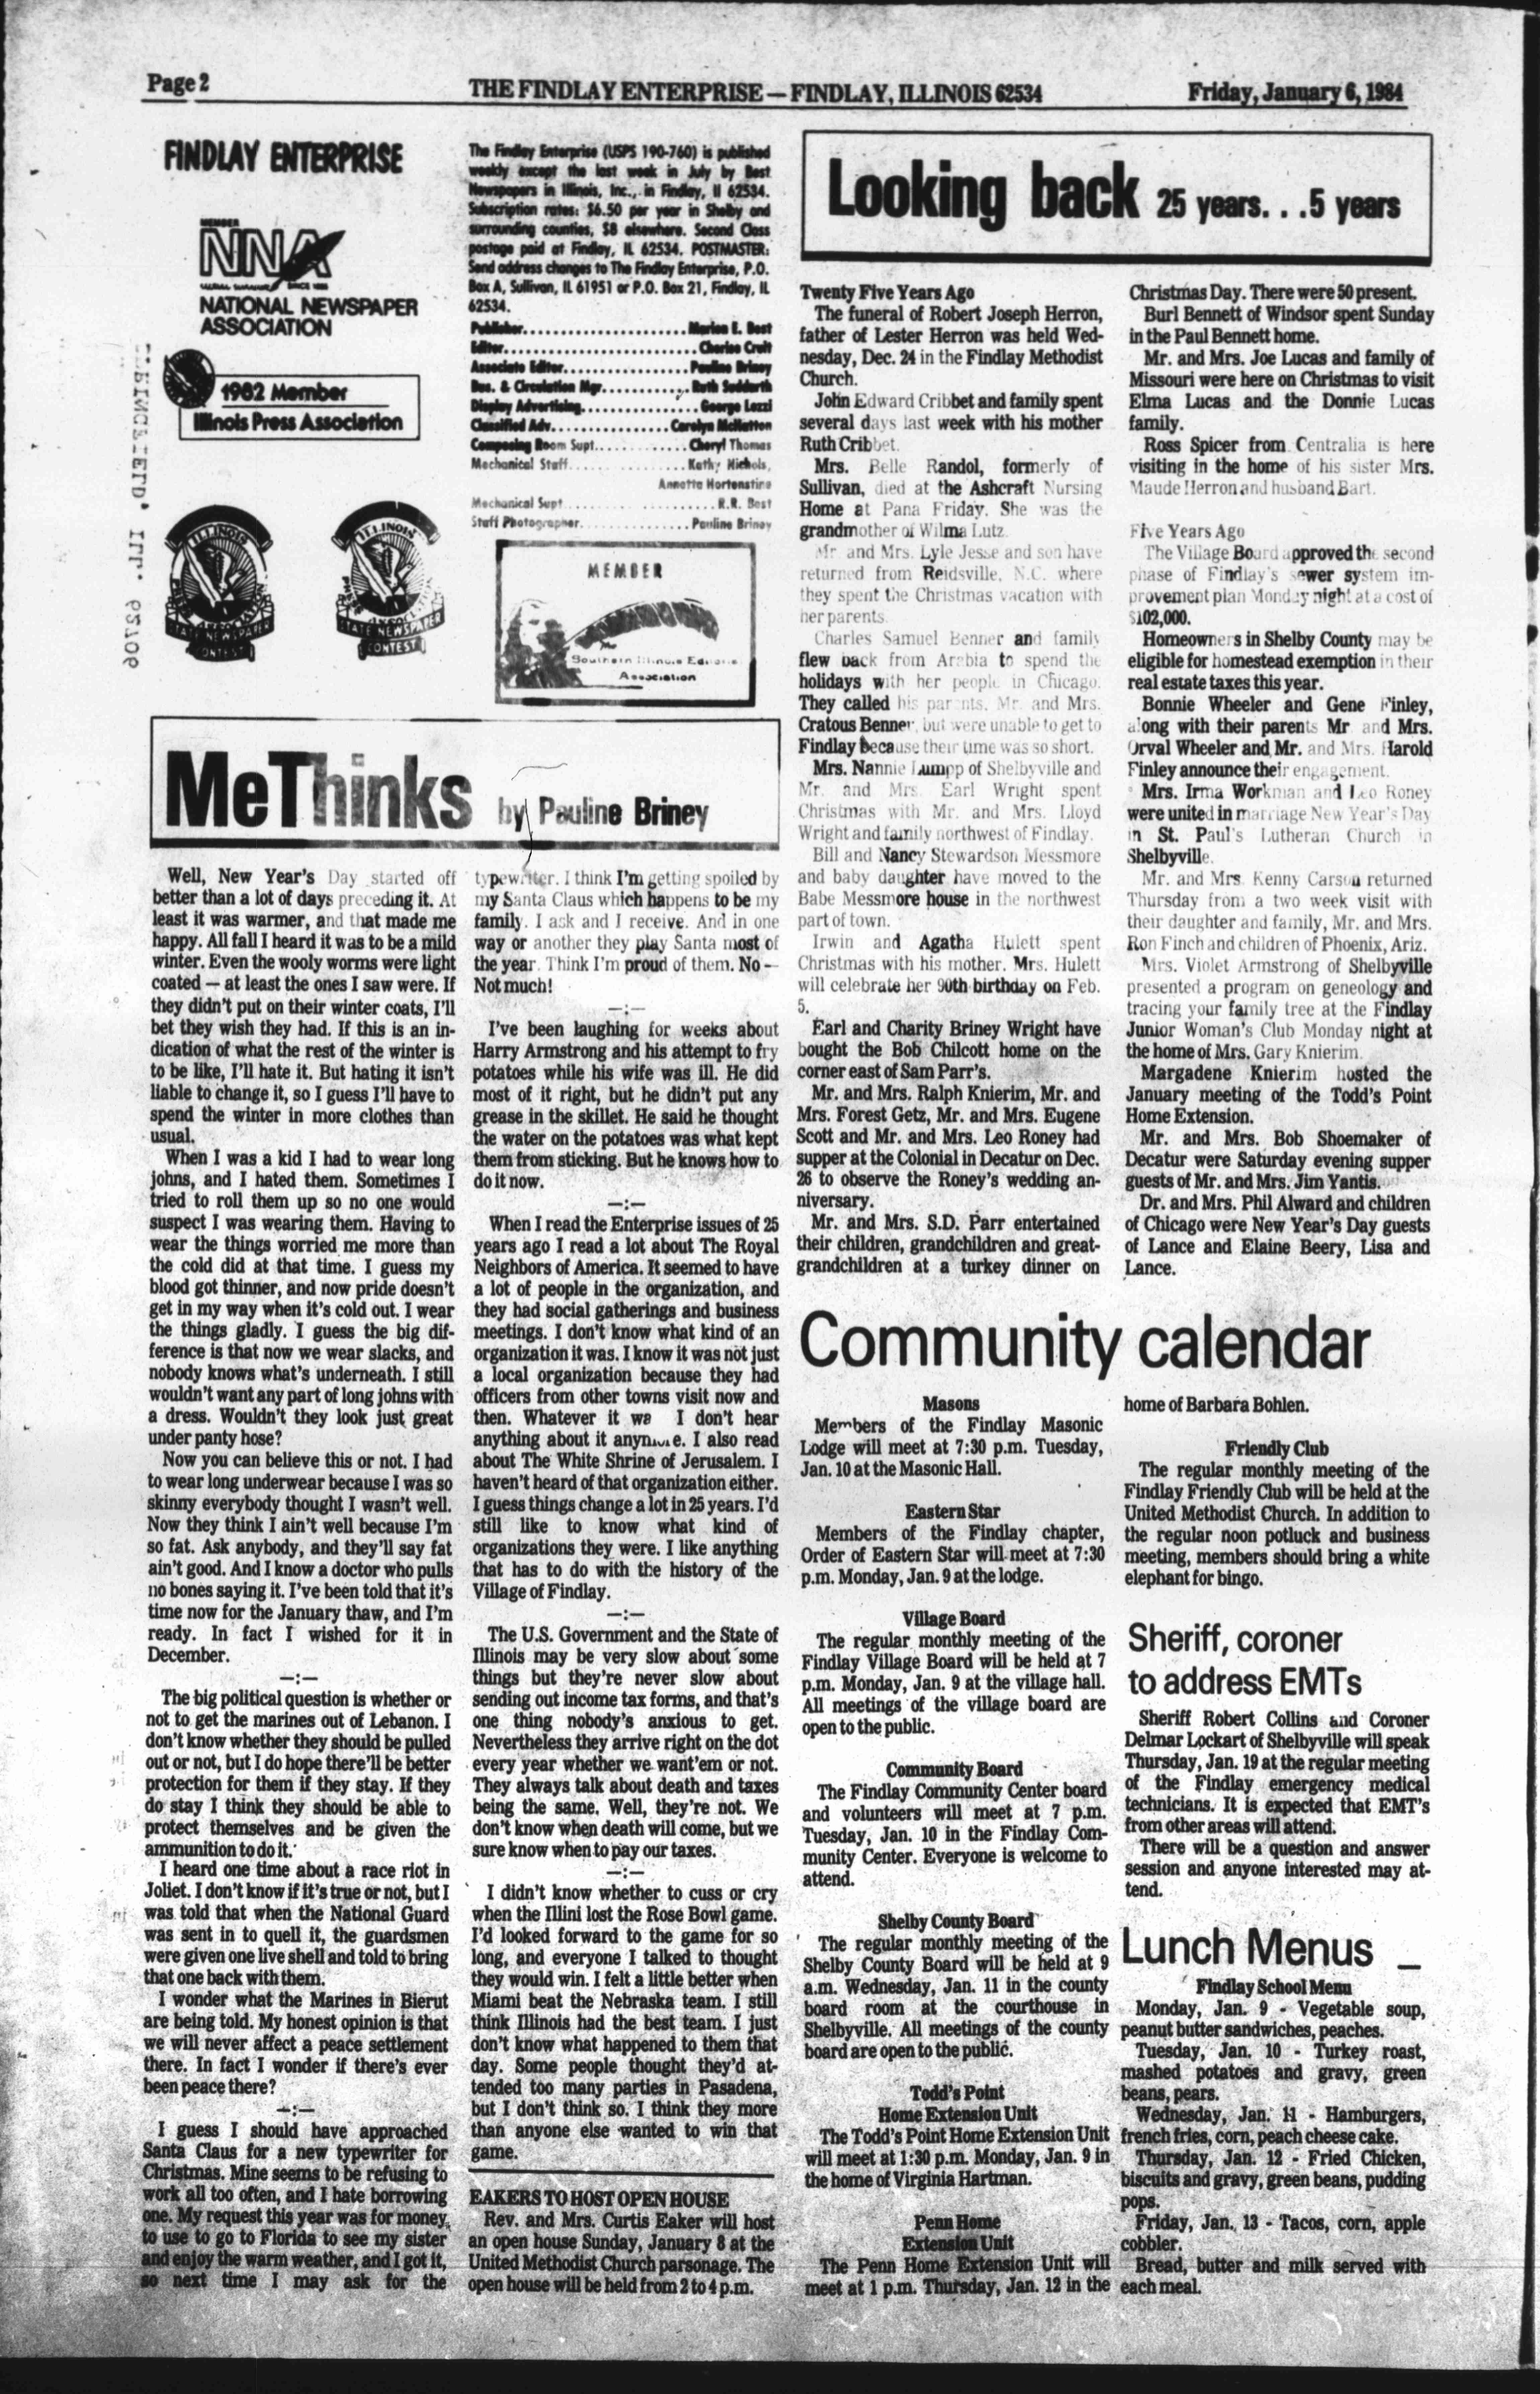 Page 2
THE FINDLAY ENTERPRISE — FINDLAY, ILLINOIS 62534
Friday, January 6, 1984
FINDLAY ENTERPRISE
MEMBER
NNA
NATIONAL NEWSPAPER
ASSOCIATION
1982 Member
Illinois Press Association
ILLINOIS
STATE NEWSPAPER
CONTEST
ILLINOIS
STATE NEWSPAPER
CONTEST
The Findlay Enterprise (USPS 190-760) is published
weekly except the last week in July by Best
Newspapers in Illinois, Inc., in Findlay, Il 62534.
Subscription rates: $6.50 per year in Shelby and
surrounding counties, $8 elsewhere. Second Class
postage paid at Findlay, IL 62534. POSTMASTER:
Send address changes to The Findlay Enterprise, P.O.
Box A, Sullivan, IL 61951 or P.O. Box 21, Findlay, IL
62534.
Publisher.......................Marion E. Best
Editor...........................Charise Cruit
Associate Editor.................Pauline Briney
Bus. & Circulation Mgr...........Ruth Suddarth
Display Advertising................George Lozzi
Classified Adv.................Carolyn McNutton
Composing Room Supt.............Cheryl Thomas
Mechanical Staff................Kathy Nichols,
Annette Hortenstine
Mechanical Supt......................R.R. Best
Staff Photographer...............Pauline Briney
MEMBER
Southern Illinois Editorial
Association
MeThinks by Pauline Briney
Well, New Year's Day started off
better than a lot of days preceding it. At
least it was warmer, and that made me
happy. All fall I heard it was to be a mild
winter. Even the wooly worms were light
coated — at least the ones I saw were. If
they didn't put on their winter coats, I'll
bet they wish they had. If this is an in-
dication of what the rest of the winter is
to be like, I'll hate it. But hating it isn't
liable to change it, so I guess I'll have to
spend the winter in more clothes than
usual.
When I was a kid I had to wear long
johns, and I hated them. Sometimes I
tried to roll them up so no one would
suspect I was wearing them. Having to
wear the things worried me more than
the cold did at that time. I guess my
blood got thinner, and now pride doesn't
get in my way when it's cold out. I wear
the things gladly. I guess the big dif-
ference is that now we wear slacks, and
nobody knows what's underneath. I still
wouldn't want any part of long johns with
a dress. Wouldn't they look just great
under panty hose?
Now you can believe this or not. I had
to wear long underwear because I was so
skinny everybody thought I wasn't well.
Now they think I ain't well because I'm
so fat. Ask anybody, and they'll say fat
ain't good. And I know a doctor who pulls
no bones saying it. I've been told that it's
time now for the January thaw, and I'm
ready. In fact I wished for it in
December.
—:—
The big political question is whether or
not to get the marines out of Lebanon. I
don't know whether they should be pulled
out or not, but I do hope there'll be better
protection for them if they stay. If they
do stay I think they should be able to
protect themselves and be given the
ammunition to do it.
I heard one time about a race riot in
Joliet. I don't know if it's true or not, but I
was told that when the National Guard
was sent in to quell it, the guardsmen
were given one live shell and told to bring
that one back with them.
I wonder what the Marines in Bierut
are being told. My honest opinion is that
we will never affect a peace settlement
there. In fact I wonder if there's ever
been peace there?
—:—
I guess I should have approached
Santa Claus for a new typewriter for
Christmas. Mine seems to be refusing to
work all too often, and I hate borrowing
one. My request this year was for money
to use to go to Florida to see my sister
and enjoy the warm weather, and I got it,
so next time I may ask for the
typewriter. I think I'm getting spoiled by
my Santa Claus which happens to be my
family. I ask and I receive. And in one
way or another they play Santa most of
the year. Think I'm proud of them. No —
Not much!
—:—
I've been laughing for weeks about
Harry Armstrong and his attempt to fry
potatoes while his wife was ill. He did
most of it right, but he didn't put any
grease in the skillet. He said he thought
the water on the potatoes was what kept
them from sticking. But he knows how to
do it now.
—:—
When I read the Enterprise issues of 25
years ago I read a lot about The Royal
Neighbors of America. It seemed to have
a lot of people in the organization, and
they had social gatherings and business
meetings. I don't know what kind of an
organization it was. I know it was not just
a local organization because they had
officers from other towns visit now and
then. Whatever it wa I don't hear
anything about it anymore. I also read
about The White Shrine of Jerusalem. I
haven't heard of that organization either.
I guess things change a lot in 25 years. I'd
still like to know what kind of
organizations they were. I like anything
that has to do with the history of the
Village of Findlay.
—:—
The U.S. Government and the State of
Illinois may be very slow about some
things but they're never slow about
sending out income tax forms, and that's
one thing nobody's anxious to get.
Nevertheless they arrive right on the dot
every year whether we want'em or not.
They always talk about death and taxes
being the same. Well, they're not. We
don't know when death will come, but we
sure know when to pay our taxes.
—:—
I didn't know whether to cuss or cry
when the Illini lost the Rose Bowl game.
I'd looked forward to the game for so
long, and everyone I talked to thought
they would win. I felt a little better when
Miami beat the Nebraska team. I still
think Illinois had the best team. I just
don't know what happened to them that
day. Some people thought they'd at-
tended too many parties in Pasadena,
but I don't think so. I think they more
than anyone else wanted to win that
game.
EAKERS TO HOST OPEN HOUSE
Rev. and Mrs. Curtis Eaker will host
an open house Sunday, January 8 at the
United Methodist Church parsonage. The
open house will be held from 2 to 4 p.m.
Looking back 25 years. . .5 years
Twenty Five Years Ago
The funeral of Robert Joseph Herron,
father of Lester Herron was held Wed-
nesday, Dec. 24 in the Findlay Methodist
Church.
John Edward Cribbet and family spent
several days last week with his mother
Ruth Cribbet.
Mrs. Belle Randol, formerly of
Sullivan, died at the Ashcraft Nursing
Home at Pana Friday. She was the
grandmother of Wilma Lutz.
Mr. and Mrs. Lyle Jesse and son have
returned from Reidsville, N.C. where
they spent the Christmas vacation with
her parents.
Charles Samuel Benner and family
flew back from Arabia to spend the
holidays with her people in Chicago.
They called his parents, Mr. and Mrs.
Cratous Benner, but were unable to get to
Findlay because their time was so short.
Mrs. Nannie Lumpp of Shelbyville and
Mr. and Mrs. Earl Wright spent
Christmas with Mr. and Mrs. Lloyd
Wright and family northwest of Findlay.
Bill and Nancy Stewardson Messmore
and baby daughter have moved to the
Babe Messmore house in the northwest
part of town.
Irwin and Agatha Hulett spent
Christmas with his mother. Mrs. Hulett
will celebrate her 90th birthday on Feb.
5.
Earl and Charity Briney Wright have
bought the Bob Chilcott home on the
corner east of Sam Parr's.
Mr. and Mrs. Ralph Knierim, Mr. and
Mrs. Forest Getz, Mr. and Mrs. Eugene
Scott and Mr. and Mrs. Leo Roney had
supper at the Colonial in Decatur on Dec.
26 to observe the Roney's wedding an-
niversary.
Mr. and Mrs. S.D. Parr entertained
their children, grandchildren and great-
grandchildren at a turkey dinner on
Christmas Day. There were 50 present.
Burl Bennett of Windsor spent Sunday
in the Paul Bennett home.
Mr. and Mrs. Joe Lucas and family of
Missouri were here on Christmas to visit
Elma Lucas and the Donnie Lucas
family.
Ross Spicer from Centralia is here
visiting in the home of his sister Mrs.
Maude Herron and husband Bart.
Five Years Ago
The Village Board approved the second
phase of Findlay's sewer system im-
provement plan Monday night at a cost of
$102,000.
Homeowners in Shelby County may be
eligible for homestead exemption in their
real estate taxes this year.
Bonnie Wheeler and Gene Finley,
along with their parents Mr and Mrs.
Orval Wheeler and Mr. and Mrs. Harold
Finley announce their engagement.
Mrs. Irma Workman and Leo Roney
were united in marriage New Year's Day
in St. Paul's Lutheran Church in
Shelbyville.
Mr. and Mrs. Kenny Carson returned
Thursday from a two week visit with
their daughter and family, Mr. and Mrs.
Ron Finch and children of Phoenix, Ariz.
Mrs. Violet Armstrong of Shelbyville
presented a program on geneology and
tracing your family tree at the Findlay
Junior Woman's Club Monday night at
the home of Mrs. Gary Knierim.
Margadene Knierim hosted the
January meeting of the Todd's Point
Home Extension.
Mr. and Mrs. Bob Shoemaker of
Decatur were Saturday evening supper
guests of Mr. and Mrs. Jim Yantis.
Dr. and Mrs. Phil Alward and children
of Chicago were New Year's Day guests
of Lance and Elaine Beery, Lisa and
Lance.
Community calendar
Masons
Members of the Findlay Masonic
Lodge will meet at 7:30 p.m. Tuesday,
Jan. 10 at the Masonic Hall.
Eastern Star
Members of the Findlay chapter,
Order of Eastern Star will meet at 7:30
p.m. Monday, Jan. 9 at the lodge.
Village Board
The regular monthly meeting of the
Findlay Village Board will be held at 7
p.m. Monday, Jan. 9 at the village hall.
All meetings of the village board are
open to the public.
Community Board
The Findlay Community Center board
and volunteers will meet at 7 p.m.
Tuesday, Jan. 10 in the Findlay Com-
munity Center. Everyone is welcome to
attend.
Shelby County Board
The regular monthly meeting of the
Shelby County Board will be held at 9
a.m. Wednesday, Jan. 11 in the county
board room at the courthouse in
Shelbyville. All meetings of the county
board are open to the public.
Todd's Point
Home Extension Unit
The Todd's Point Home Extension Unit
will meet at 1:30 p.m. Monday, Jan. 9 in
the home of Virginia Hartman.
Penn Home
Extension Unit
The Penn Home Extension Unit will
meet at 1 p.m. Thursday, Jan. 12 in the
home of Barbara Bohlen.
Friendly Club
The regular monthly meeting of the
Findlay Friendly Club will be held at the
United Methodist Church. In addition to
the regular noon potluck and business
meeting, members should bring a white
elephant for bingo.
Sheriff, coroner
to address EMTs
Sheriff Robert Collins and Coroner
Delmar Lockart of Shelbyville will speak
Thursday, Jan. 19 at the regular meeting
of the Findlay emergency medical
technicians. It is expected that EMT's
from other areas will attend.
There will be a question and answer
session and anyone interested may at-
tend.
Lunch Menus
Findlay School Menu
Monday, Jan. 9 - Vegetable soup,
peanut butter sandwiches, peaches.
Tuesday, Jan. 10 - Turkey roast,
mashed potatoes and gravy, green
beans, pears.
Wednesday, Jan. 11 - Hamburgers,
french fries, corn, peach cheese cake.
Thursday, Jan. 12 - Fried Chicken,
biscuits and gravy, green beans, pudding
pops.
Friday, Jan. 13 - Tacos, corn, apple
cobbler.
Bread, butter and milk served with
each meal.